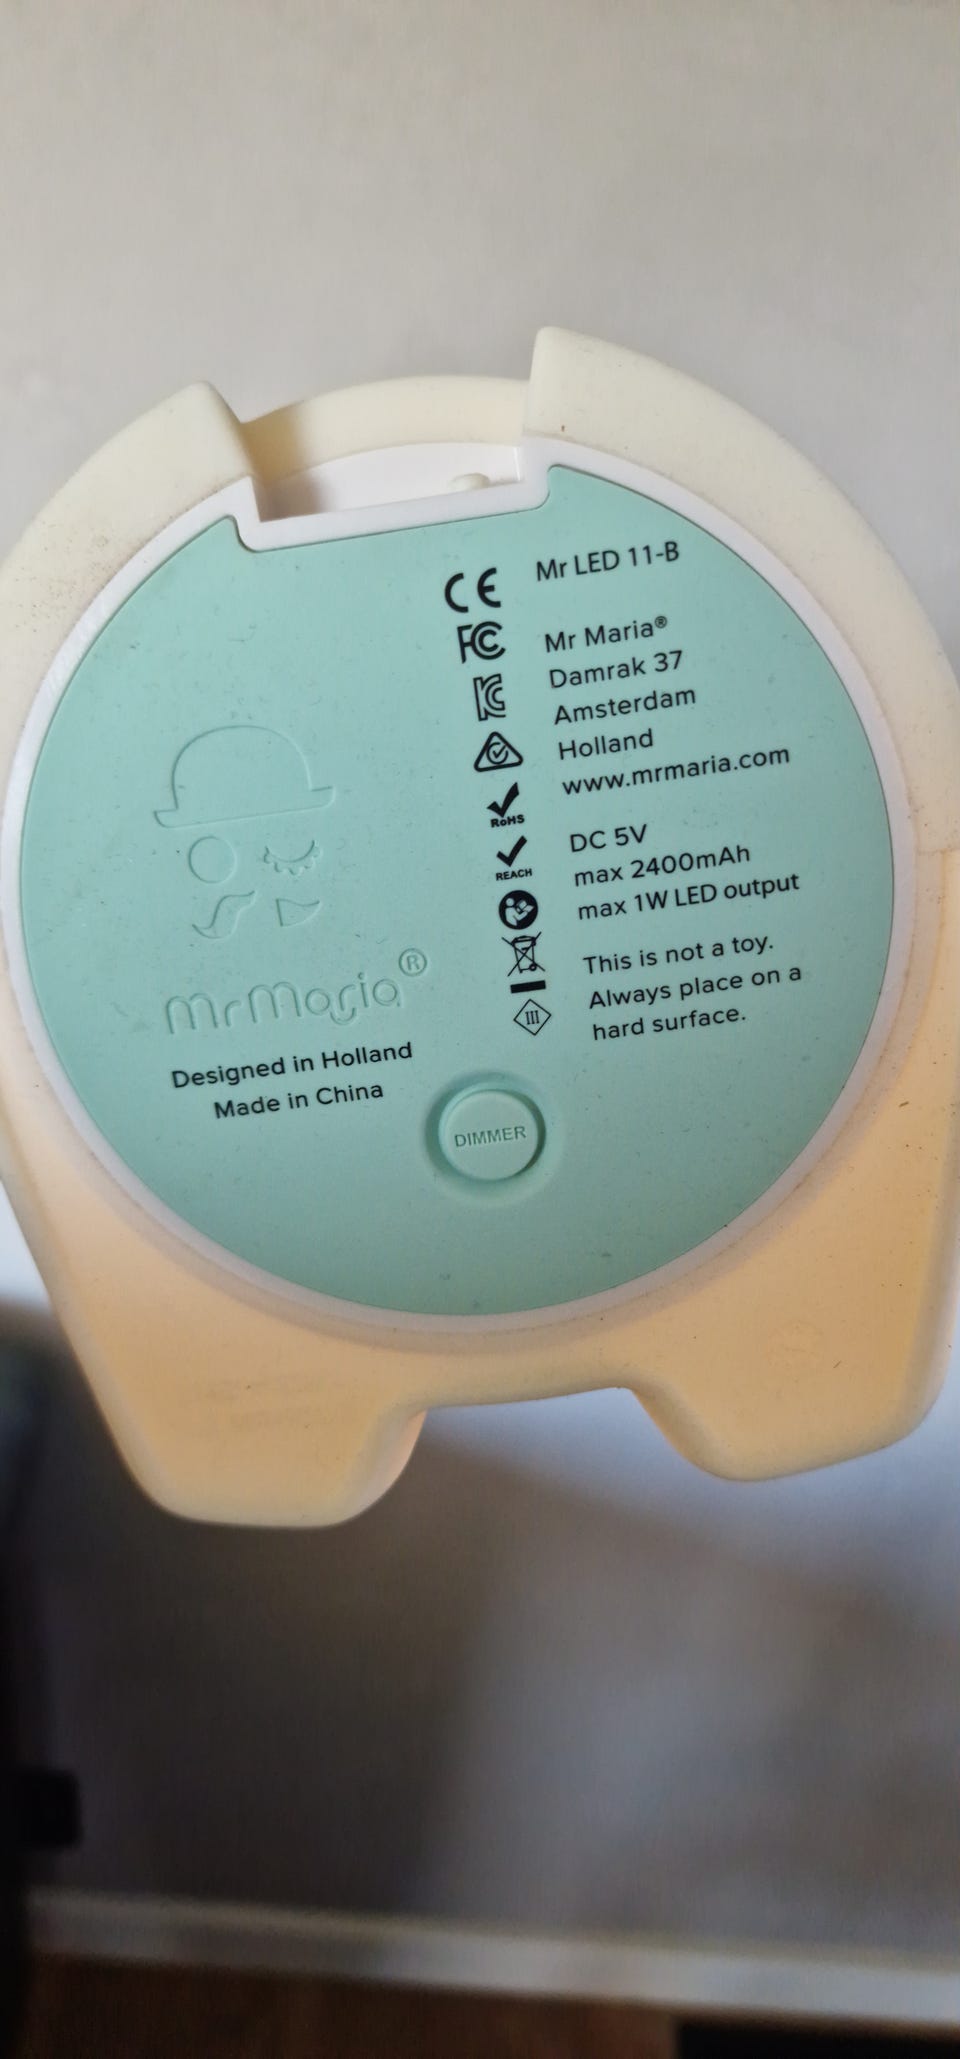 CE
FC
RoHS
REACH
III
Mr LED 11-B
Mr Maria®
Damrak 37
Amsterdam
Holland
www.mrmaria.com
DC 5V
max 2400mAh
max 1W LED output
This is not a toy.
Always place on a
hard surface.
MrMaria®
Designed in Holland
Made in China
DIMMER